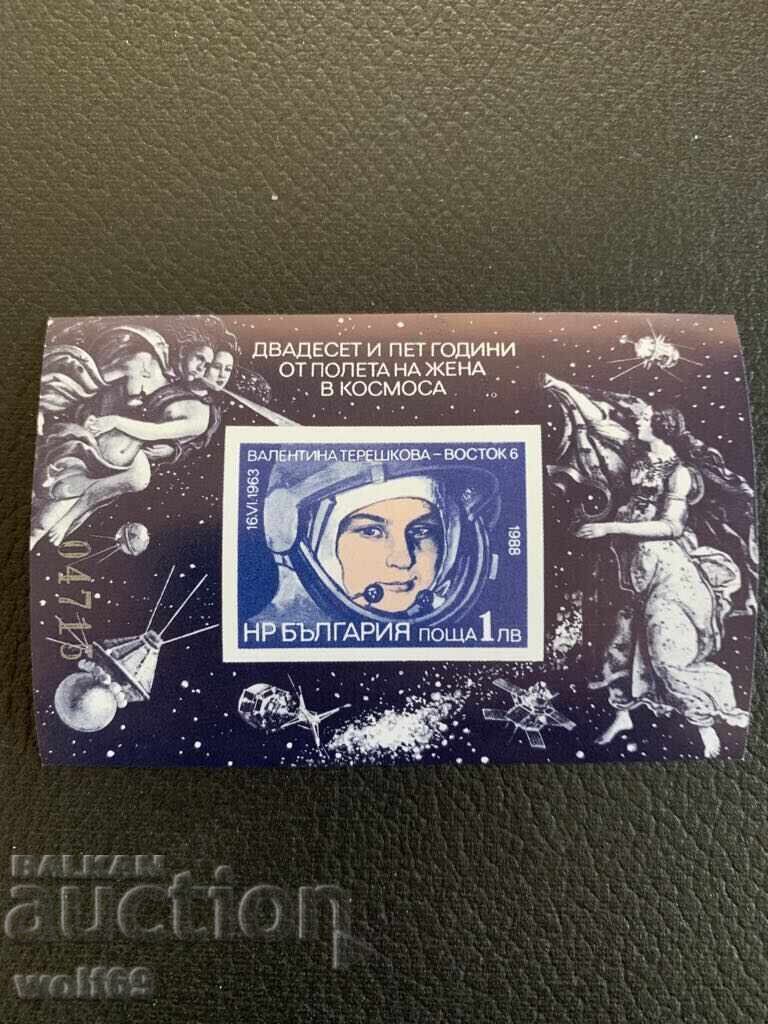 ДВАДЕСЕТ И ПЕТ ГОДИНИ
ОТ ПОЛЕТА НА ЖЕНА
В КОСМОСА
ВАЛЕНТИНА ТЕРЕШКОВА – ВОСТОК 6
16.VI.1963
1988
НР БЪЛГАРИЯ ПОЩА 1 ЛВ
04715
BALKAN
auction
wolf69